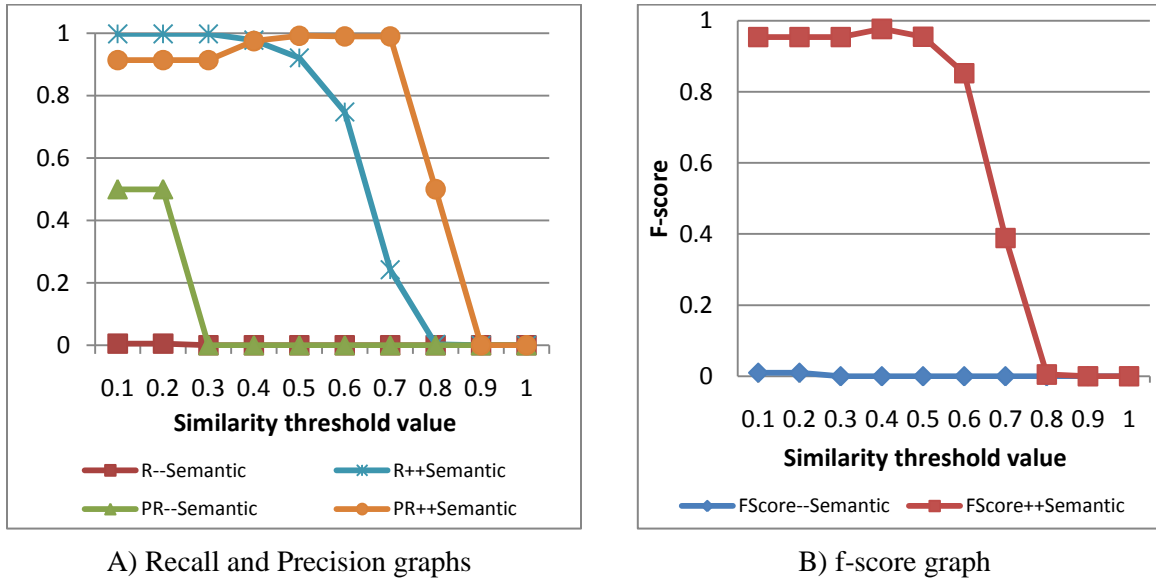 1
0.8
0.6
0.4
0.2
0
0.1 0.2 0.3 0.4 0.5 0.6 0.7 0.8 0.9 1
Similarity threshold value
R--Semantic R++Semantic
PR--Semantic PR++Semantic
A) Recall and Precision graphs
F-score
1
0.8
0.6
0.4
0.2
0
0.1 0.2 0.3 0.4 0.5 0.6 0.7 0.8 0.9 1
Similarity threshold value
FScore--Semantic FScore++Semantic
B) f-score graph